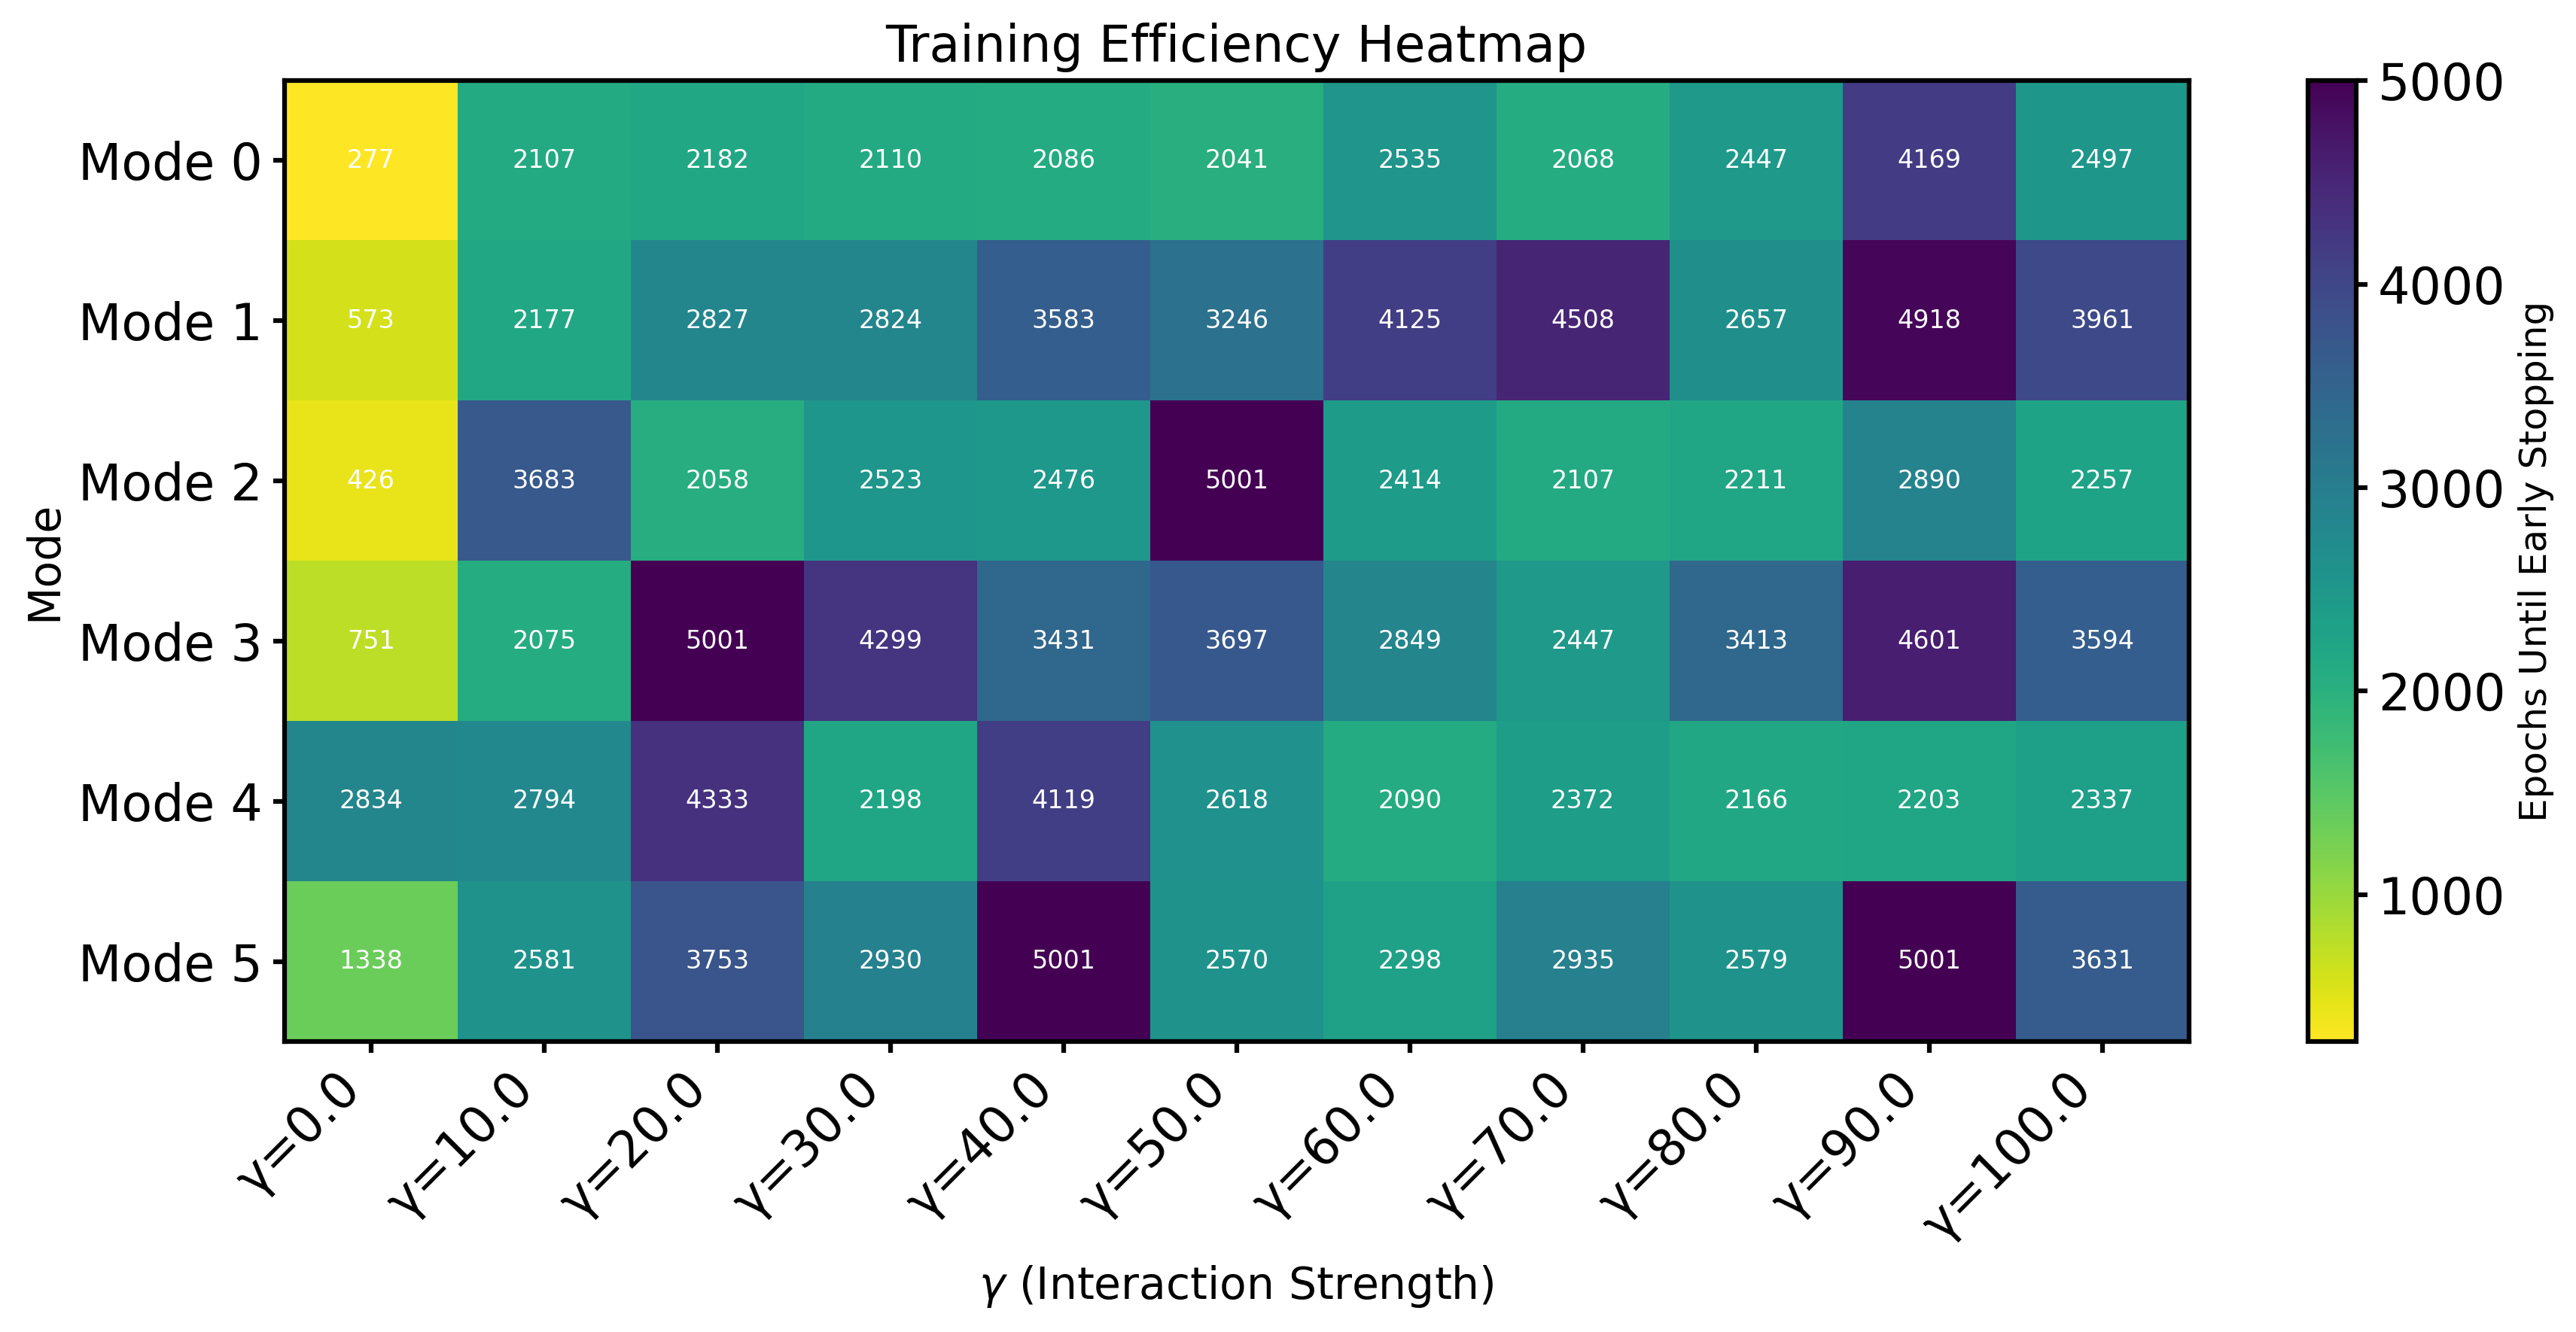 Training Efficiency Heatmap
Mode 0 277 2107 2182 2110 2086 2041 2535 2068 2447 4169 2497
Mode 1 573 2177 2827 2824 3583 3246 4125 4508 2657 4918 3961
Mode 2 426 3683 2058 2523 2476 5001 2414 2107 2211 2890 2257
Mode 3 751 2075 5001 4299 3431 3697 2849 2447 3413 4601 3594
Mode 4 2834 2794 4333 2198 4119 2618 2090 2372 2166 2203 2337
Mode 5 1338 2581 3753 2930 5001 2570 2298 2935 2579 5001 3631
Mode
γ=0.0 γ=10.0 γ=20.0 γ=30.0 γ=40.0 γ=50.0 γ=60.0 γ=70.0 γ=80.0 γ=90.0 γ=100.0
γ (Interaction Strength)
5000
4000
3000
2000
1000
Epochs Until Early Stopping